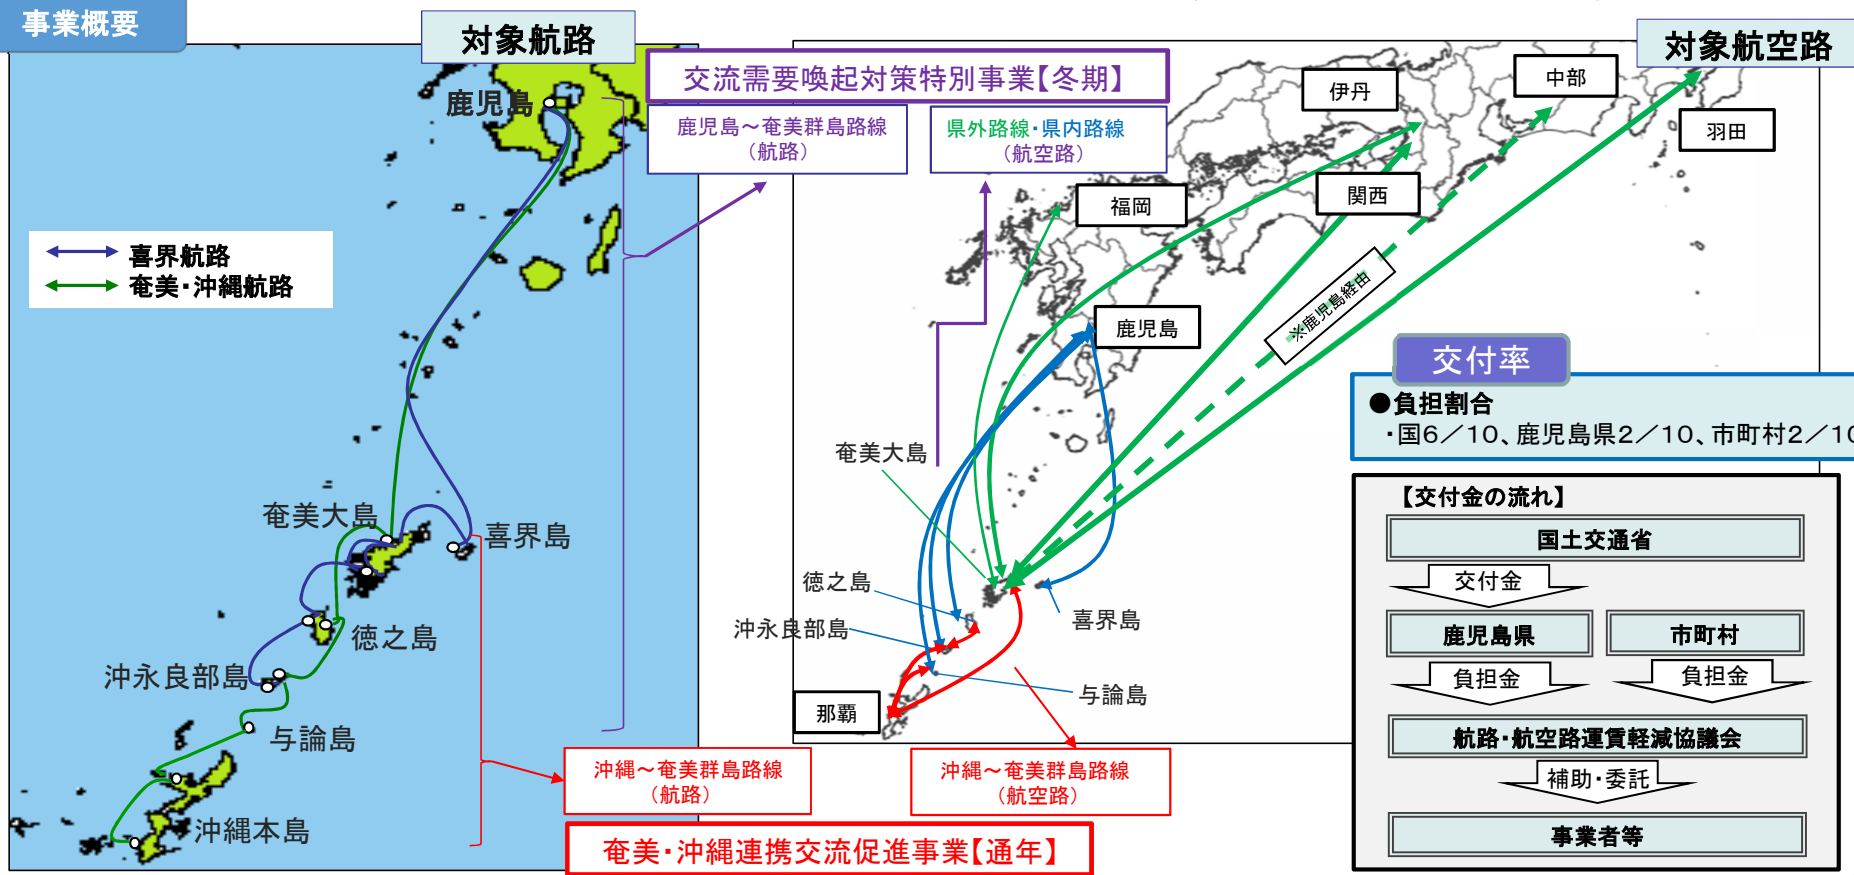 事業概要
対象航路
対象航空路
交流需要喚起対策特別事業【冬期】
鹿児島～奄美群島路線
（航路）
県外路線・県内路線
（航空路）
鹿児島
喜界航路
奄美・沖縄航路
奄美大島
喜界島
徳之島
沖永良部島
与論島
沖縄本島
伊丹
中部
羽田
関西
福岡
鹿児島
※鹿児島経由
奄美大島
徳之島
沖永良部島
喜界島
与論島
那覇
沖縄～奄美群島路線
（航路）
沖縄～奄美群島路線
（航空路）
奄美・沖縄連携交流促進事業【通年】
交付率
●負担割合
・国6／10、鹿児島県2／10、市町村2／10
【交付金の流れ】
国土交通省
交付金
鹿児島県
市町村
負担金
負担金
航路・航空路運賃軽減協議会
補助・委託
事業者等